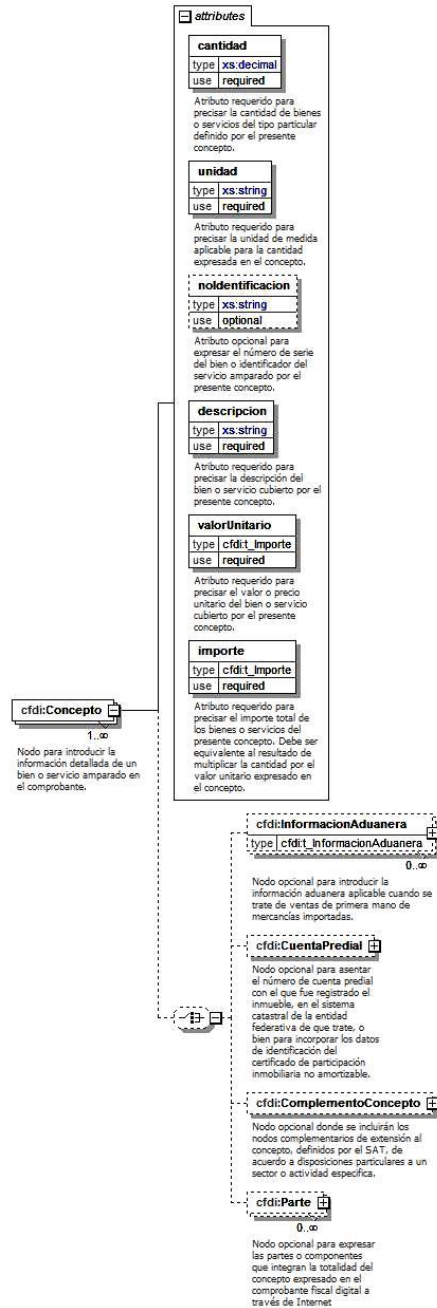 attributes
cantidad
type xs:decimal
use required
Atributo requerido para
precisar la cantidad de bienes
o servicios del tipo particular
definido por el presente
concepto.
unidad
type xs:string
use required
Atributo requerido para
precisar la unidad de medida
aplicable para la cantidad
expresada en el concepto.
noIdentificacion
type xs:string
use optional
Atributo opcional para
expresar el número de serie
del bien o identificador del
servicio amparado por el
presente concepto.
descripcion
type xs:string
use required
Atributo requerido para
precisar la descripción del
bien o servicio cubierto por el
presente concepto.
valorUnitario
type cfdi:t_Importe
use required
Atributo requerido para
precisar el valor o precio
unitario del bien o servicio
cubierto por el presente
concepto.
importe
type cfdi:t_Importe
use required
Atributo requerido para
precisar el importe total de
los bienes o servicios del
presente concepto. Debe ser
equivalente al resultado de
multiplicar la cantidad por el
valor unitario expresado en
el concepto.
cfdi:Concepto
1..∞
Nodo para introducir la
información detallada de un
bien o servicio amparado en
el comprobante.
cfdi:InformacionAduanera
type cfdi:t_InformacionAduanera
0..∞
Nodo opcional para introducir la
información aduanera aplicable cuando se
trate de ventas de primera mano de
mercancías importadas.
cfdi:CuentaPredial
Nodo opcional para asentar
el número de cuenta predial
con el que fue registrado el
inmueble, en el sistema
catastral de la entidad
federativa de que trate, o
bien para incorporar los datos
de identificación del
certificado de participación
inmobiliaria no amortizable.
cfdi:ComplementoConcepto
Nodo opcional donde se incluirán los
nodos complementarios de extensión al
concepto, definidos por el SAT, de
acuerdo a disposiciones particulares a un
sector o actividad especifica.
cfdi:Parte
0..∞
Nodo opcional para expresar
las partes o componentes
que integran la totalidad del
concepto expresado en el
comprobante fiscal digital a
través de Internet